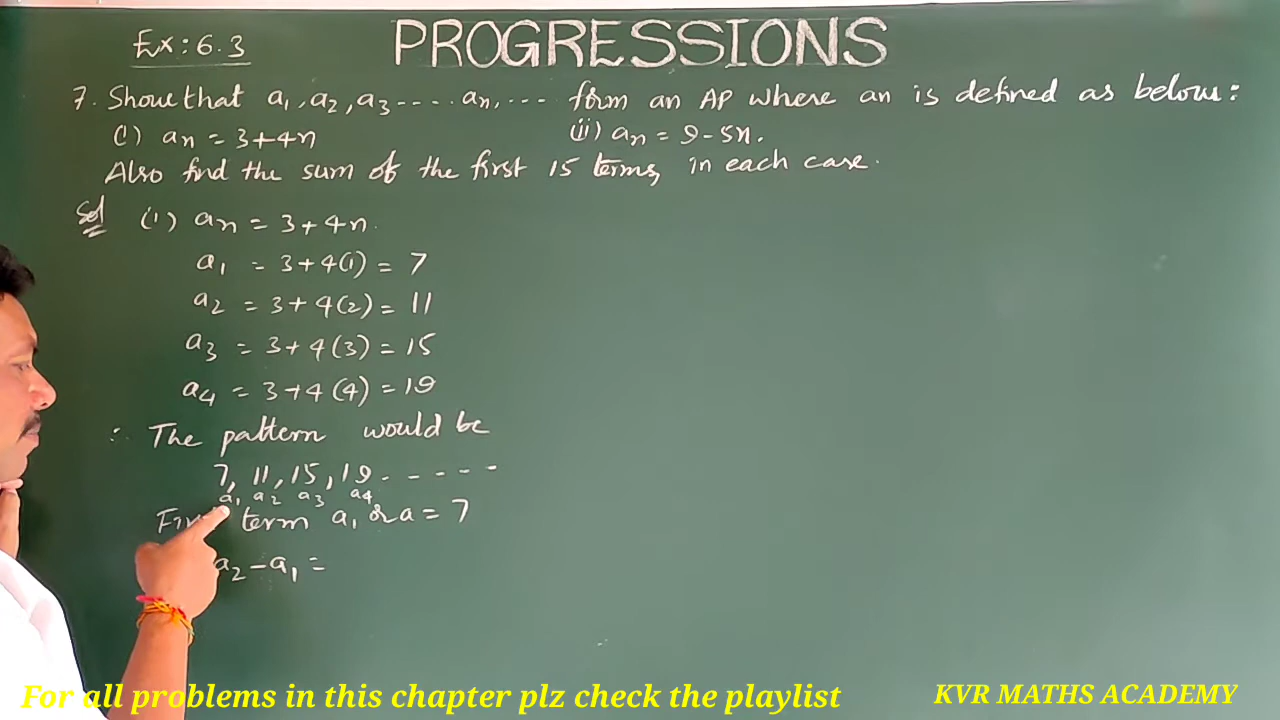 Ex: 6.3
PROGRESSIONS
7. Show that a₁, a₂, a₃ ---- aₙ, --- form an AP where an is defined as below:
(i) aₙ = 3+4n (ii) aₙ = 9-5n.
Also find the sum of the first 15 terms, in each case.
Sol (i) aₙ = 3+4n.
a₁ = 3+4(1) = 7
a₂ = 3+4(2) = 11
a₃ = 3+4(3) = 15
a₄ = 3+4(4) = 19
∴ The pattern would be
7, 11, 15, 19 - - - - -
a₁ a₂ a₃ a₄
term a₁ or a = 7
a₂ - a₁ =
For all problems in this chapter plz check the playlist
KVR MATHS ACADEMY